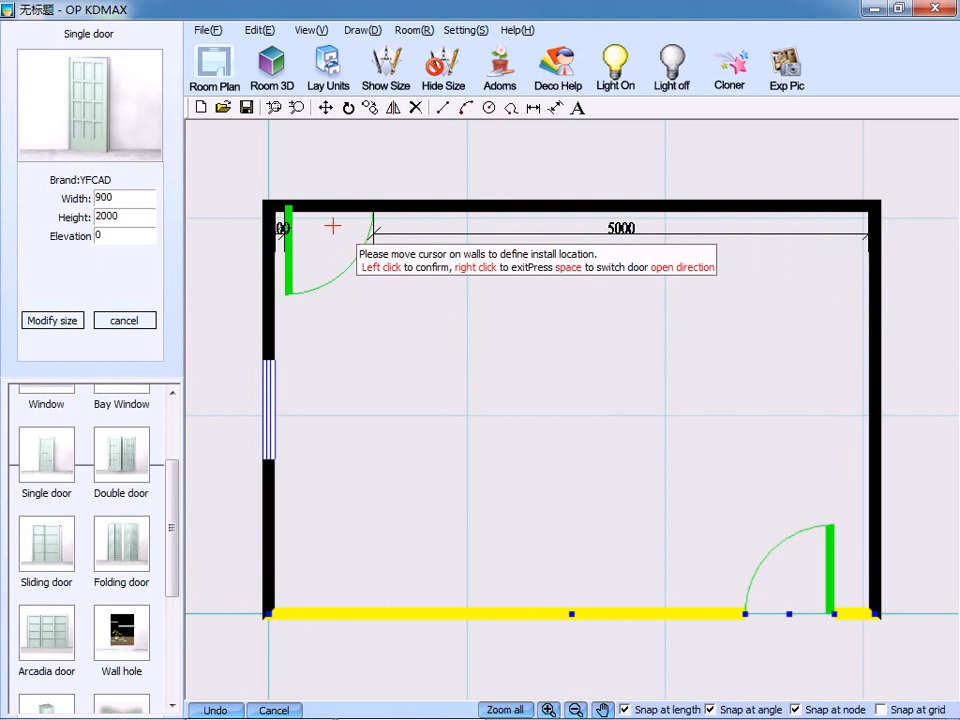 无标题 - OP KDMAX
Single door
File(F) Edit(E) View(V) Draw(D) Room(R) Setting(S) Help(H)
Room Plan Room 3D Lay Units Show Size Hide Size Adoms Deco Help Light On Light off Cloner Exp Pic
A
Brand:YFCAD
Width: 900
Height: 2000
Elevation 0
Modify size cancel
5000
Please move cursor on walls to define install location.
Left click to confirm, right click to exitPress space to switch door open direction
Window Bay Window
Single door Double door
Sliding door Folding door
Arcadia door Wall hole
Undo Cancel Zoom all Snap at length Snap at angle Snap at node Snap at grid